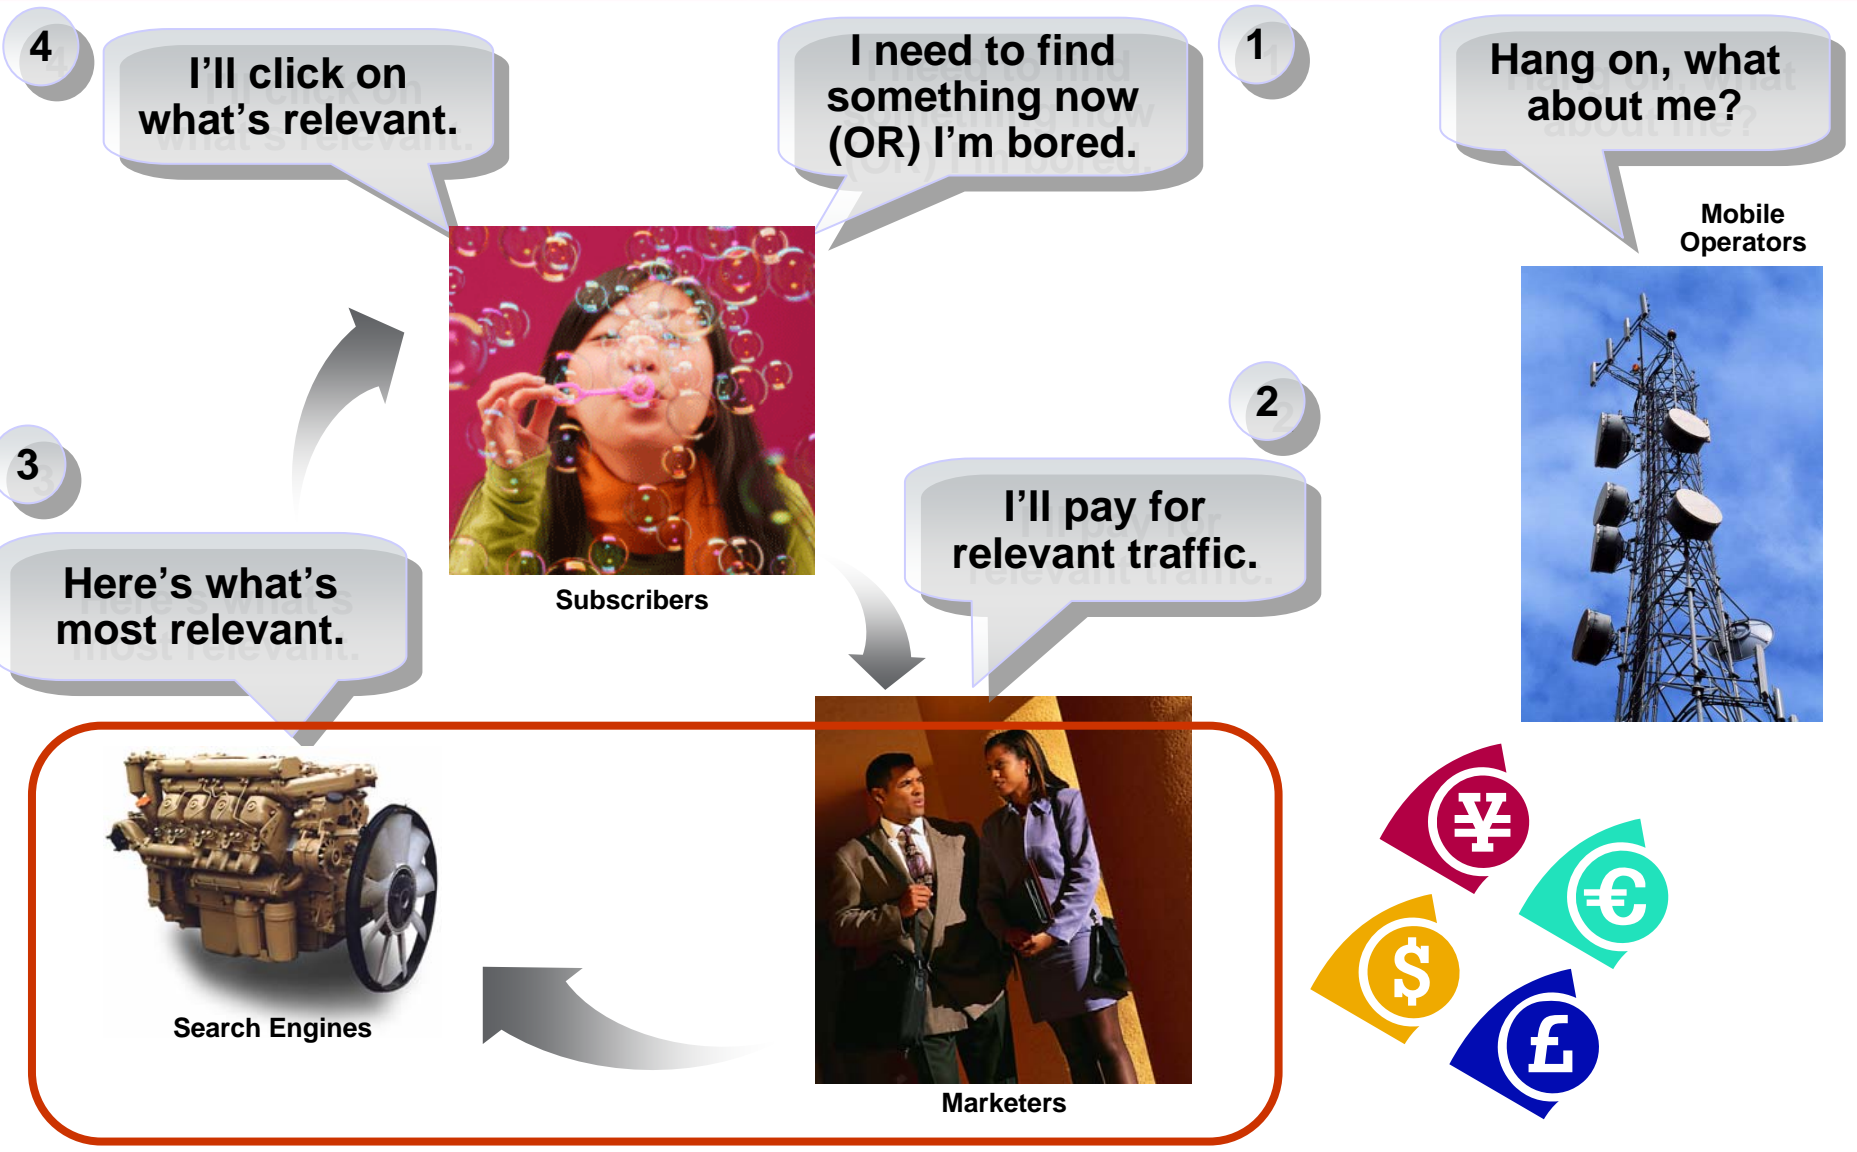 4
I'll click on
what's relevant.
I need to find
something now
(OR) I'm bored.
1
Hang on, what
about me?
Mobile
Operators
2
I'll pay for
relevant traffic.
3
Here's what's
most relevant.
Subscribers
Search Engines
Marketers
¥
€
$
£